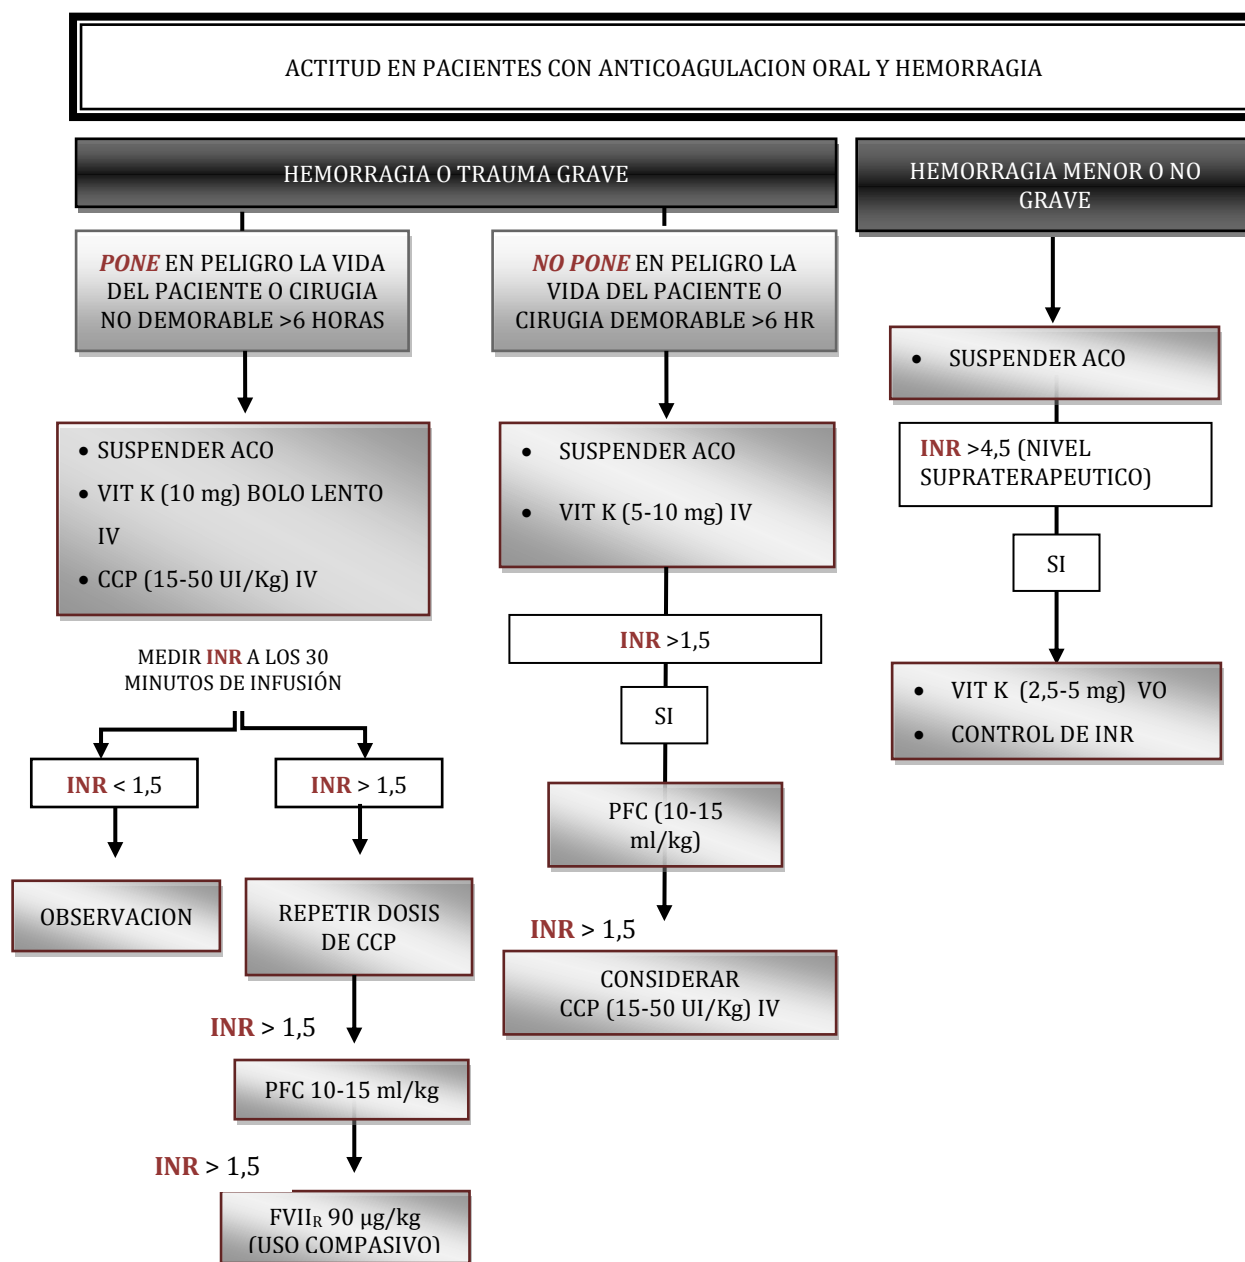 ACTITUD EN PACIENTES CON ANTICOAGULACION ORAL Y HEMORRAGIA
HEMORRAGIA O TRAUMA GRAVE
PONE EN PELIGRO LA VIDA
DEL PACIENTE O CIRUGIA
NO DEMORABLE >6 HORAS
• SUSPENDER ACO
• VIT K (10 mg) BOLO LENTO
IV
• CCP (15-50 UI/Kg) IV
MEDIR INR A LOS 30
MINUTOS DE INFUSIÓN
INR < 1,5
OBSERVACION
INR > 1,5
REPETIR DOSIS
DE CCP
INR > 1,5
PFC 10-15 ml/kg
INR > 1,5
FVIIR 90 µg/kg
(USO COMPASIVO)
NO PONE EN PELIGRO LA
VIDA DEL PACIENTE O
CIRUGIA DEMORABLE >6 HR
• SUSPENDER ACO
• VIT K (5-10 mg) IV
INR >1,5
SI
PFC (10-15
ml/kg)
INR > 1,5
CONSIDERAR
CCP (15-50 UI/Kg) IV
HEMORRAGIA MENOR O NO
GRAVE
• SUSPENDER ACO
INR >4,5 (NIVEL
SUPRATERAPEUTICO)
SI
• VIT K (2,5-5 mg) VO
• CONTROL DE INR